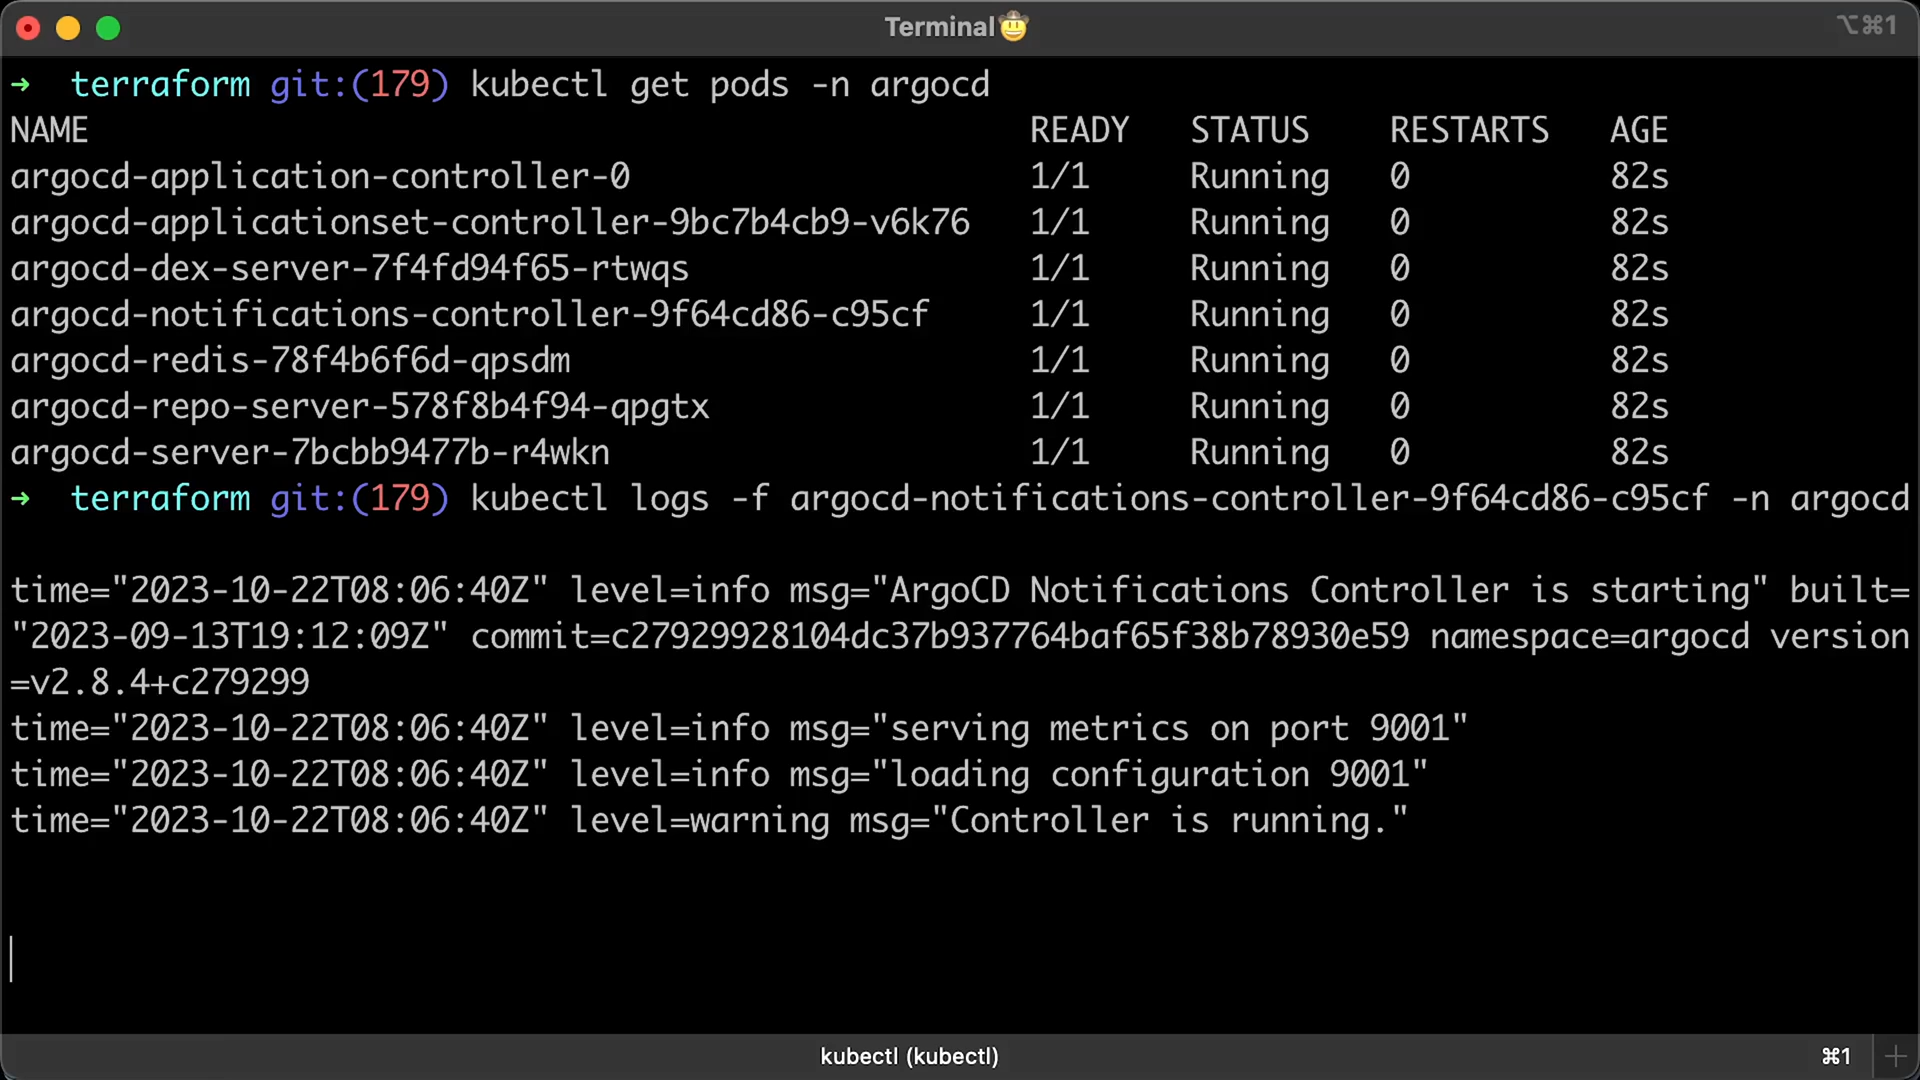 Terminal🤠
⌥⌘1
→ terraform git:(179) kubectl get pods -n argocd
NAME READY STATUS RESTARTS AGE
argocd-application-controller-0 1/1 Running 0 82s
argocd-applicationset-controller-9bc7b4cb9-v6k76 1/1 Running 0 82s
argocd-dex-server-7f4fd94f65-rtwqs 1/1 Running 0 82s
argocd-notifications-controller-9f64cd86-c95cf 1/1 Running 0 82s
argocd-redis-78f4b6f6d-qpsdm 1/1 Running 0 82s
argocd-repo-server-578f8b4f94-qpgtx 1/1 Running 0 82s
argocd-server-7bcbb9477b-r4wkn 1/1 Running 0 82s
→ terraform git:(179) kubectl logs -f argocd-notifications-controller-9f64cd86-c95cf -n argocd
time="2023-10-22T08:06:40Z" level=info msg="ArgoCD Notifications Controller is starting" built=
"2023-09-13T19:12:09Z" commit=c27929928104dc37b937764baf65f38b78930e59 namespace=argocd version
=v2.8.4+c279299
time="2023-10-22T08:06:40Z" level=info msg="serving metrics on port 9001"
time="2023-10-22T08:06:40Z" level=info msg="loading configuration 9001"
time="2023-10-22T08:06:40Z" level=warning msg="Controller is running."
kubectl (kubectl)
⌘1